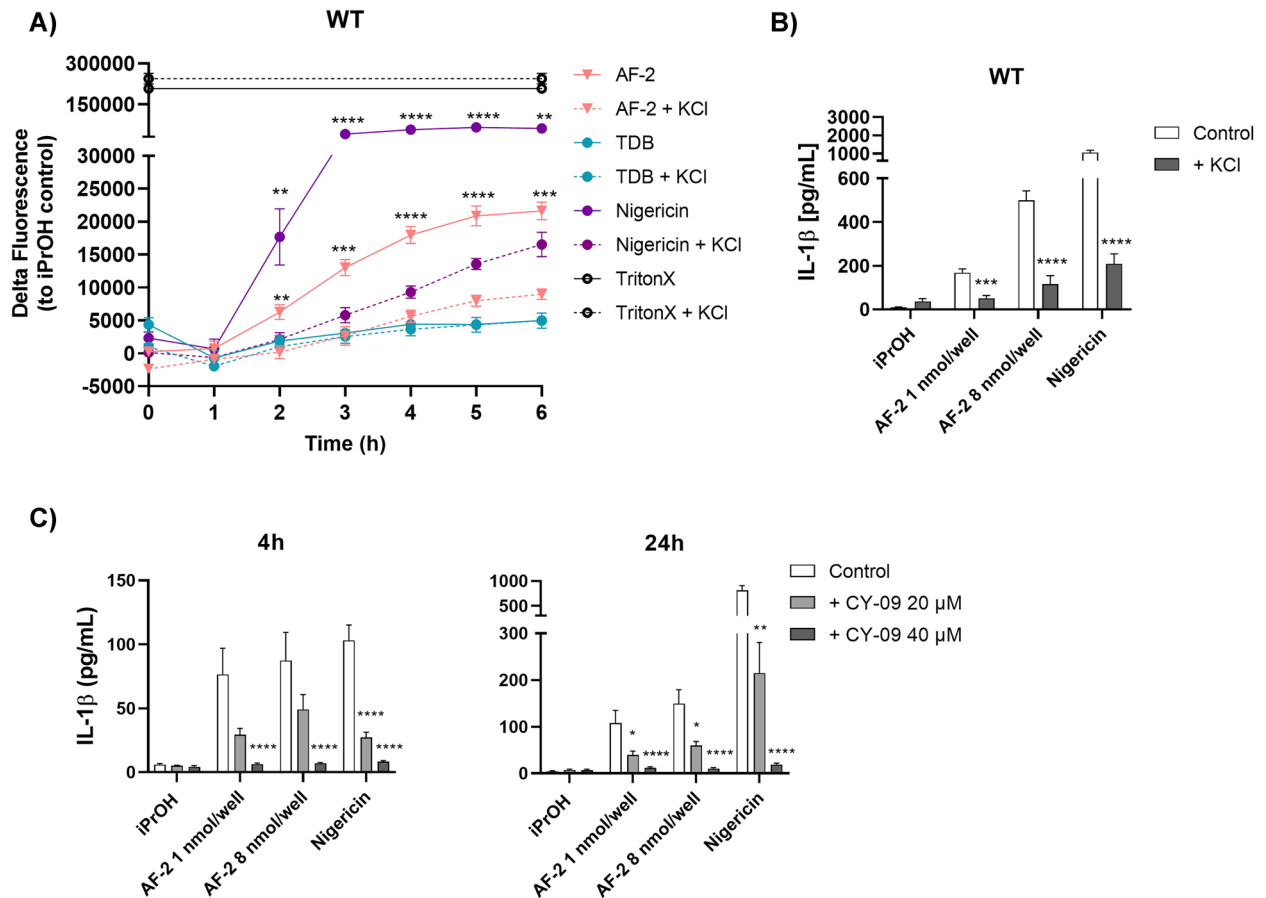 A)
WT
Delta Fluorescence
(to iPrOH control)
300000
150000
30000
25000
20000
15000
10000
5000
0
-5000
0 1 2 3 4 5 6
Time (h)
** ** *** **** **** **** **** **** *** **
AF-2
AF-2 + KCl
TDB
TDB + KCl
Nigericin
Nigericin + KCl
TritonX
TritonX + KCl
B)
WT
IL-1β [pg/mL]
3000
2000
1000
600
400
200
0
*** **** ****
iPrOH
AF-2 1 nmol/well
AF-2 8 nmol/well
Nigericin
Control
+ KCl
C)
4h
IL-1β (pg/mL)
150
100
50
0
**** **** **** ****
iPrOH
AF-2 1 nmol/well
AF-2 8 nmol/well
Nigericin
24h
1000
500
300
200
100
0
* **** * **** ** ****
iPrOH
AF-2 1 nmol/well
AF-2 8 nmol/well
Nigericin
Control
+ CY-09 20 µM
+ CY-09 40 µM